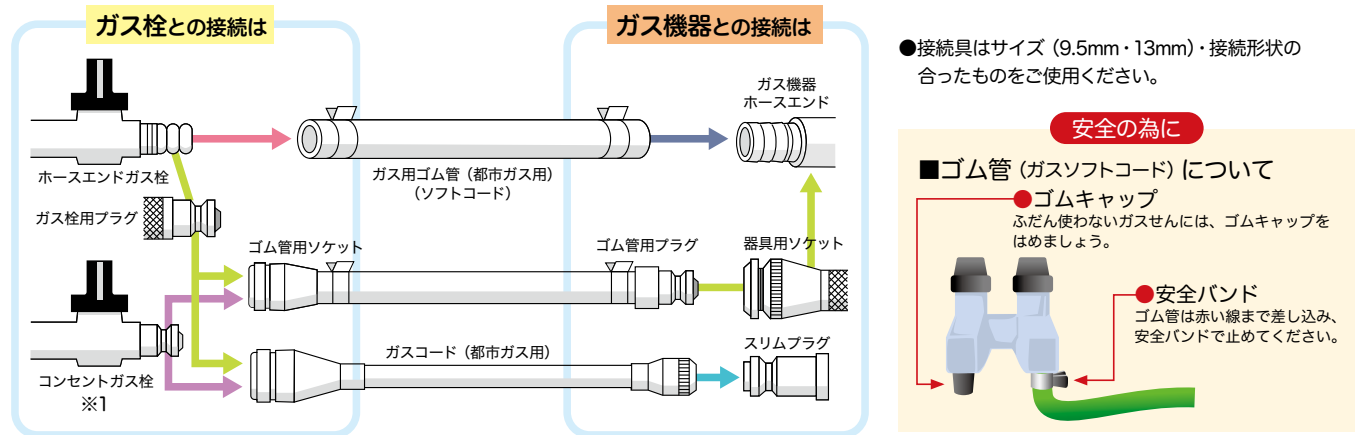 ガス栓との接続は
ガス機器との接続は
ガス機器
ホースエンド
ホースエンドガス栓
ガス用ゴム管（都市ガス用）
（ソフトコード）
ガス栓用プラグ
ゴム管用ソケット
ゴム管用プラグ
器具用ソケット
ガスコード（都市ガス用）
スリムプラグ
コンセントガス栓
※1
●接続具はサイズ（9.5mm・13mm）・接続形状の
合ったものをご使用ください。
安全の為に
■ゴム管（ガスソフトコード）について
●ゴムキャップ
ふだん使わないガスせんには、ゴムキャップを
はめましょう。
●安全バンド
ゴム管は赤い線まで差し込み、
安全バンドで止めてください。